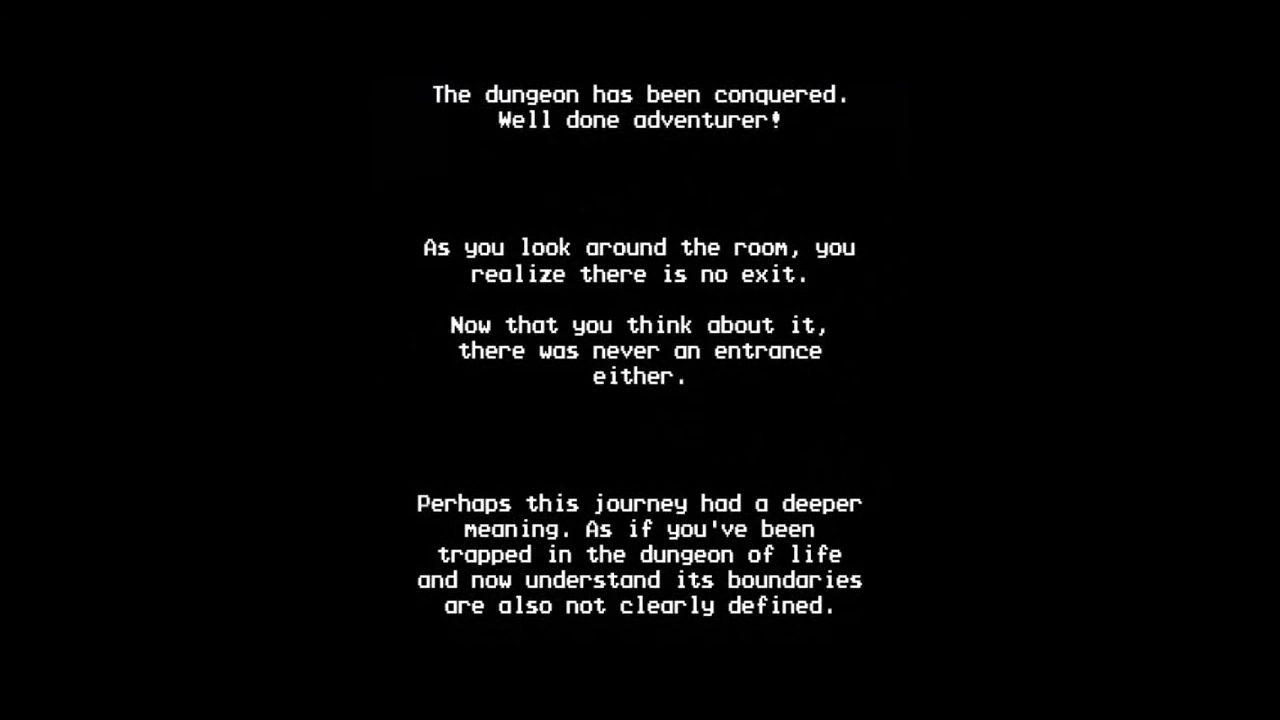 The dungeon has been conquered.
Well done adventurer!
As you look around the room, you
realize there is no exit.
Now that you think about it,
there was never an entrance
either.
Perhaps this journey had a deeper
meaning. As if you've been
trapped in the dungeon of life
and now understand its boundaries
are also not clearly defined.